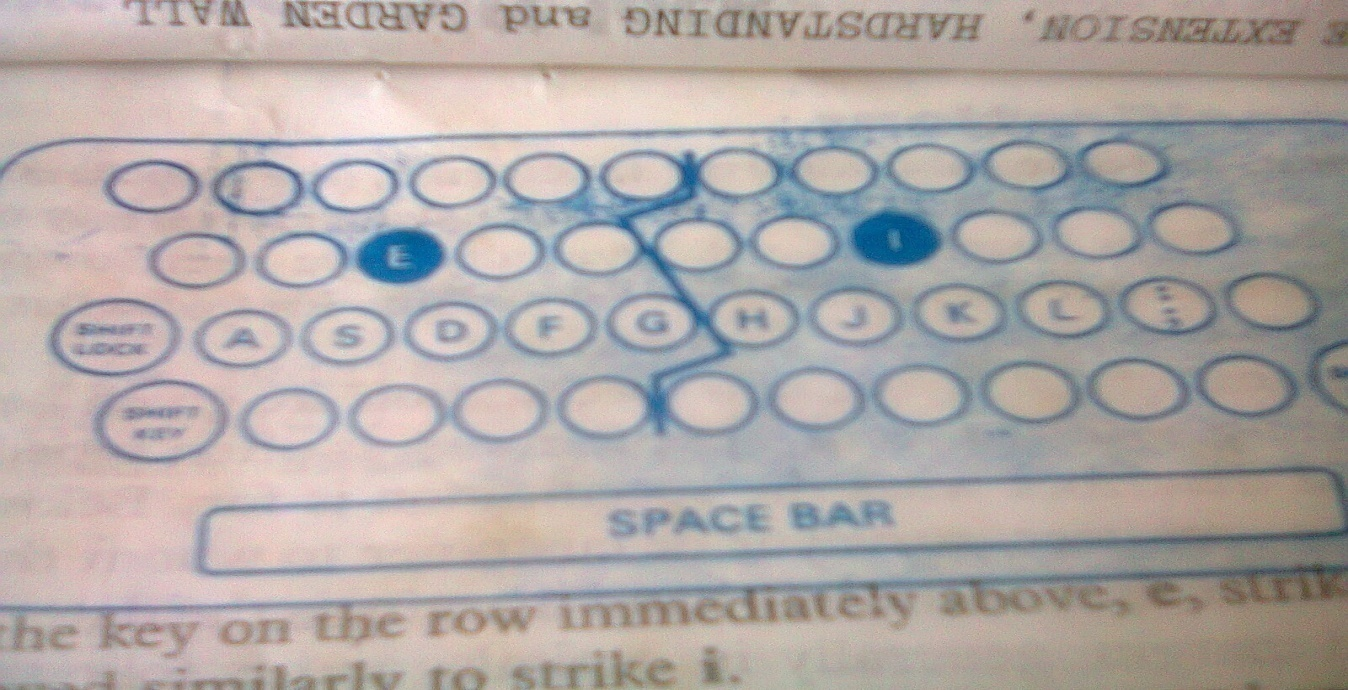 E EXTENSION, HARDSTANDING and GARDEN WALL
E I
SHIFT LOCK A S D F G H J K L : ;
SHIFT KEY
SPACE BAR
the key on the row immediately above, e,
similarly to strike i.